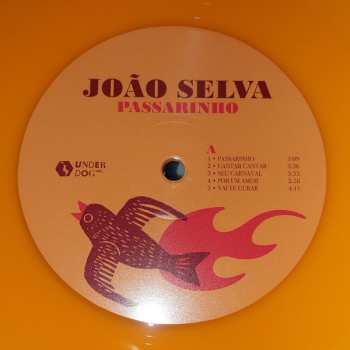 JOÃO SELVA
PASSARINHO
UNDER
DOG
A
1 • PASSARINHO
2 • CANTAR CANTAR
3 • SEU CARNAVAL
4 • POR UM AMOR
5 • VAI TE CURAR